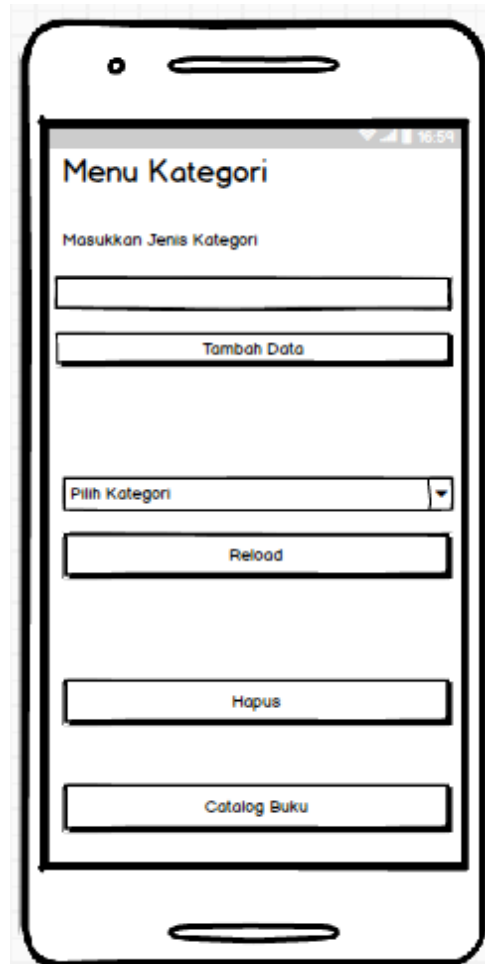 16:59
Menu Kategori
Masukkan Jenis Kategori
Tambah Data
Pilih Kategori
Reload
Hapus
Catalog Buku